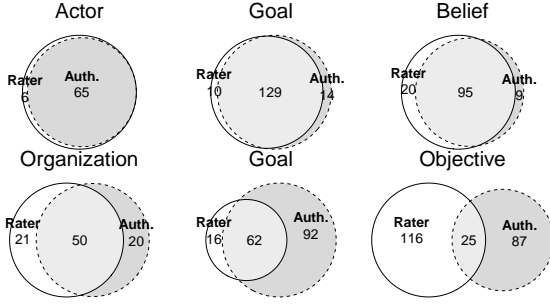 Actor
Rater
6
Auth.
65
Goal
Rater
10
129
Auth.
14
Belief
Rater
20
95
Auth.
9
Organization
Rater
21
50
Auth.
20
Goal
Rater
16
62
Auth.
92
Objective
Rater
116
25
Auth.
87